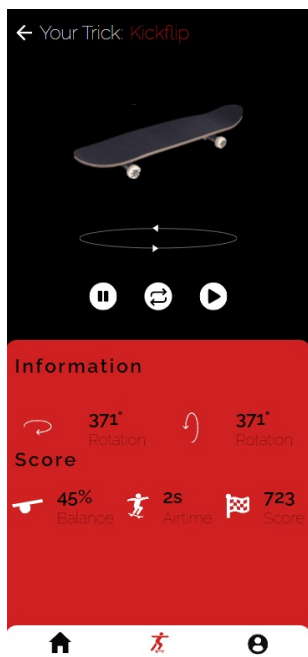 Your Trick: Kickflip
Information
371° 371°
Rotation Rotation
Score
45% 2s 723
Balance Airtime Score